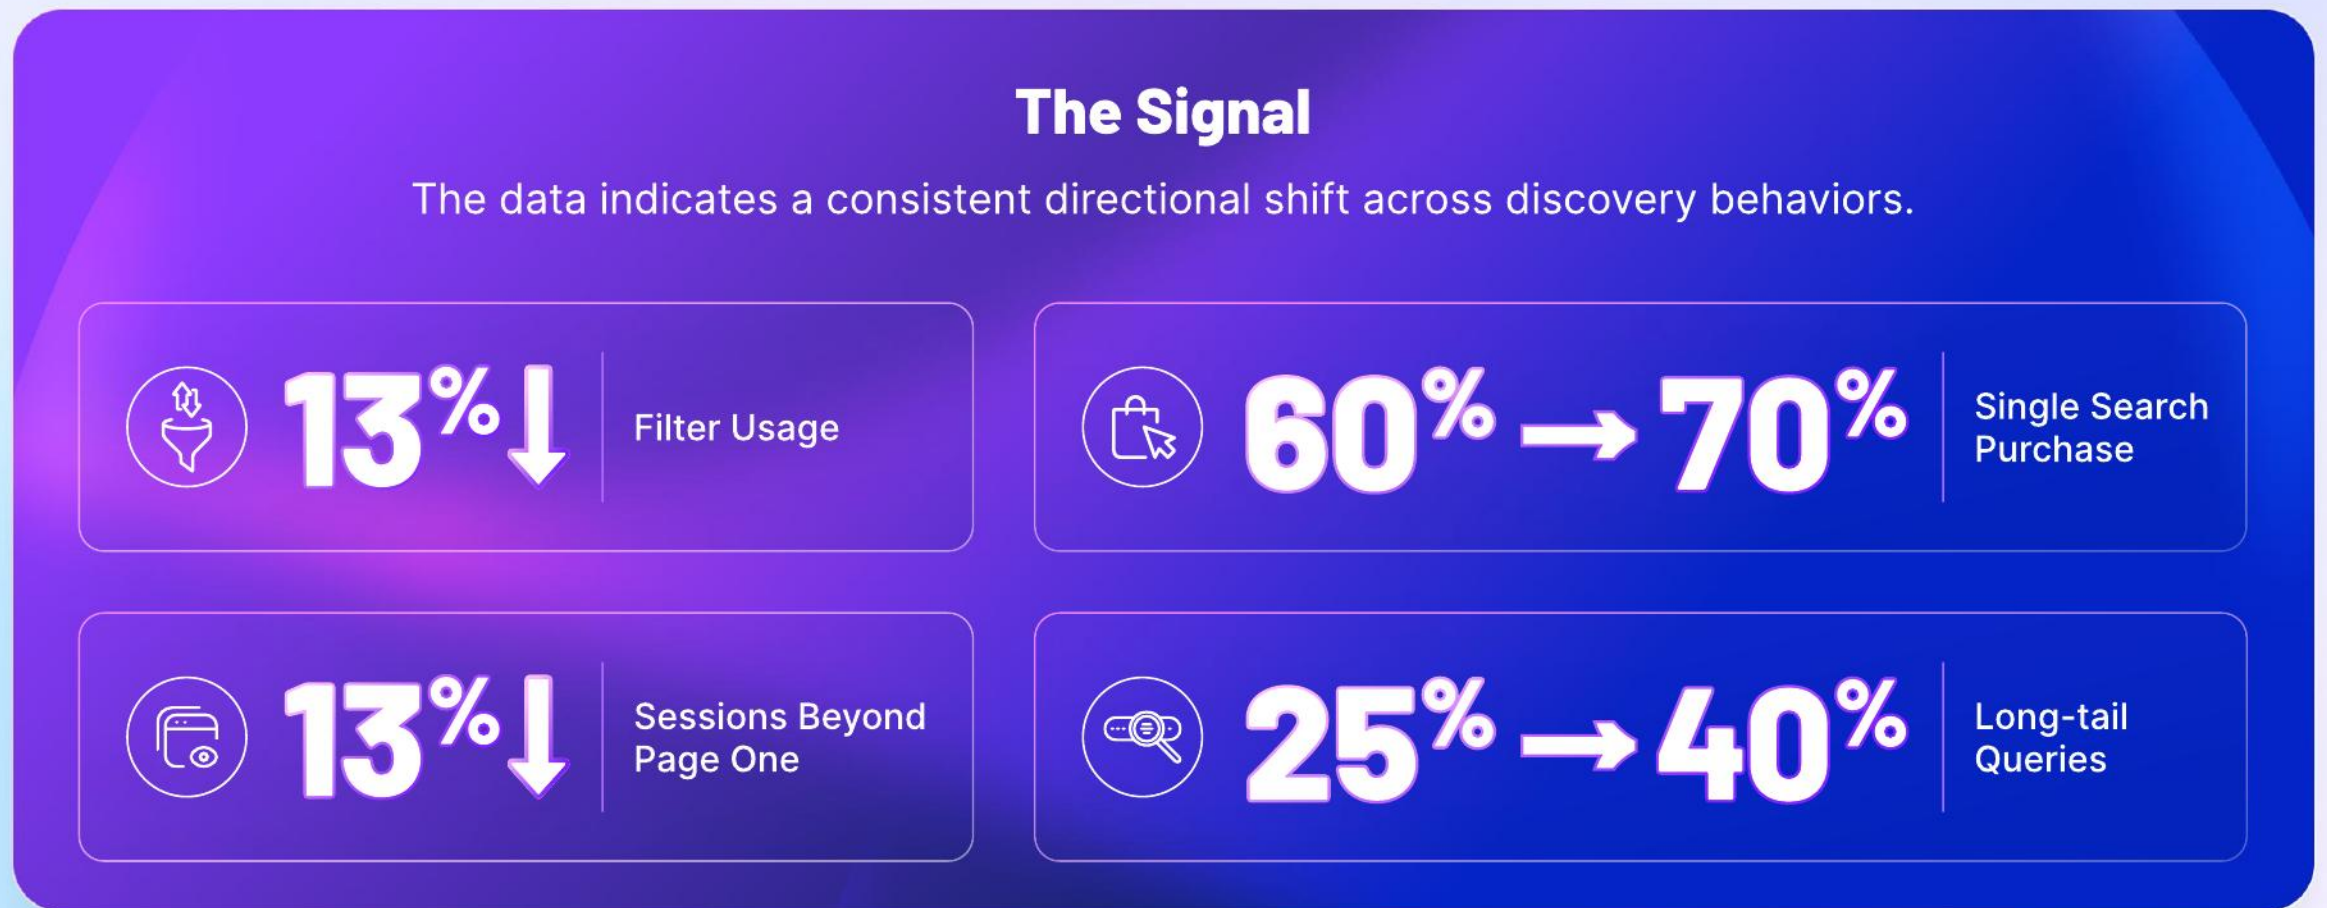 The Signal
The data indicates a consistent directional shift across discovery behaviors.
13%↓
Filter Usage
60% → 70%
Single Search
Purchase
13%↓
Sessions Beyond
Page One
25% → 40%
Long-tail
Queries